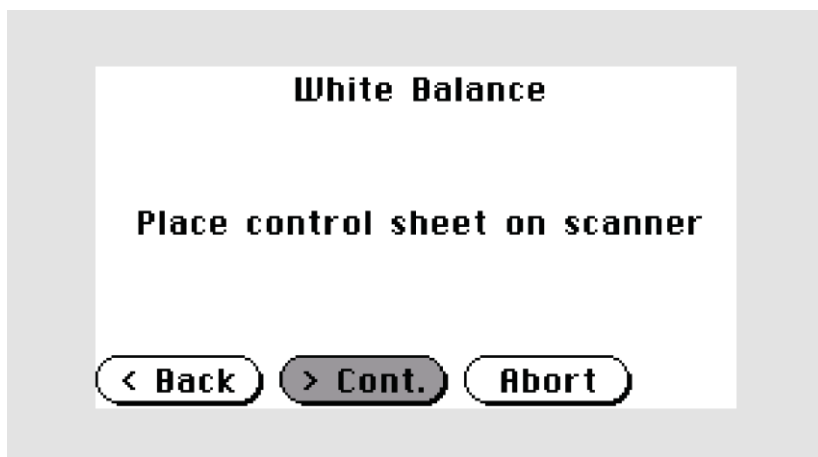 White Balance
Place control sheet on scanner
< Back > Cont. Abort